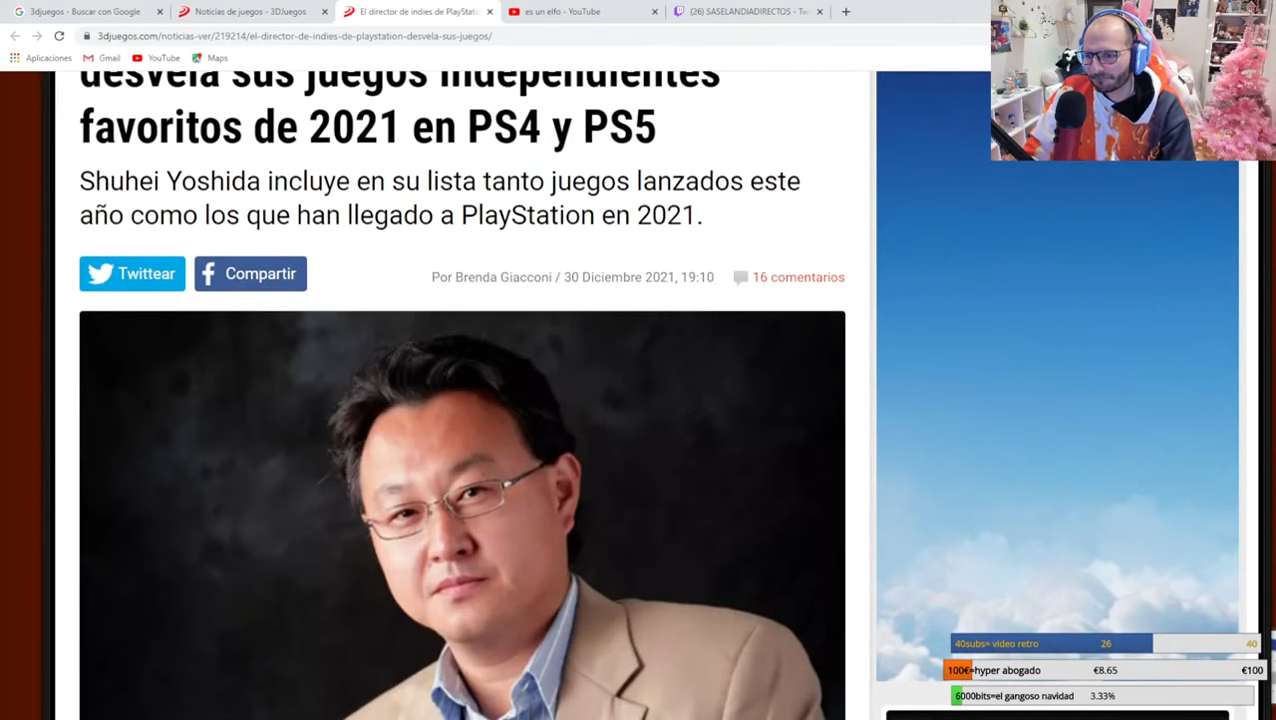 3djuegos - Buscar con Google
Noticias de juegos - 3DJuegos
El director de indies de PlayStatio
es un elfo - YouTube
(26) SASELANDIADIRECTOS - Tw
3djuegos.com/noticias-ver/219214/el-director-de-indies-de-playstation-desvela-sus-juegos/
Aplicaciones
Gmail
YouTube
Maps
desvela sus juegos independientes
favoritos de 2021 en PS4 y PS5
Shuhei Yoshida incluye en su lista tanto juegos lanzados este
año como los que han llegado a PlayStation en 2021.
Twittear
Compartir
Por Brenda Giacconi / 30 Diciembre 2021, 19:10
16 comentarios
40subs= video retro 26 40
100€=hyper abogado €8.65 €100
6000bits=el gangoso navidad 3.33%